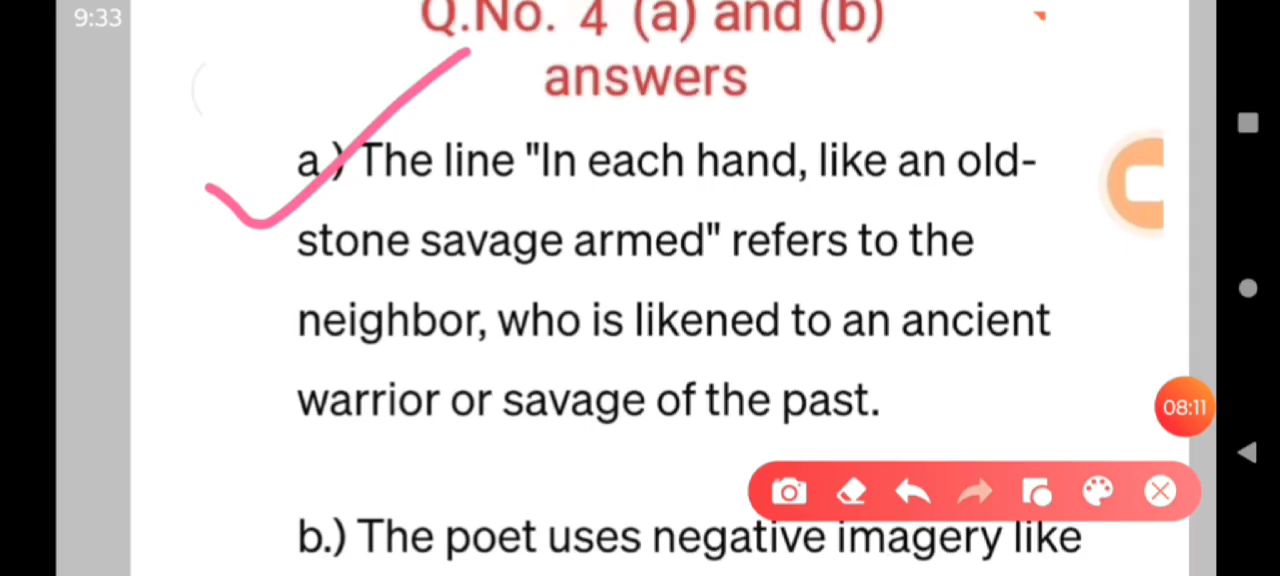 9:33
Q.No. 4 (a) and (b)
answers
a.) The line "In each hand, like an old-
stone savage armed" refers to the
neighbor, who is likened to an ancient
warrior or savage of the past.
08:11
b.) The poet uses negative imagery like